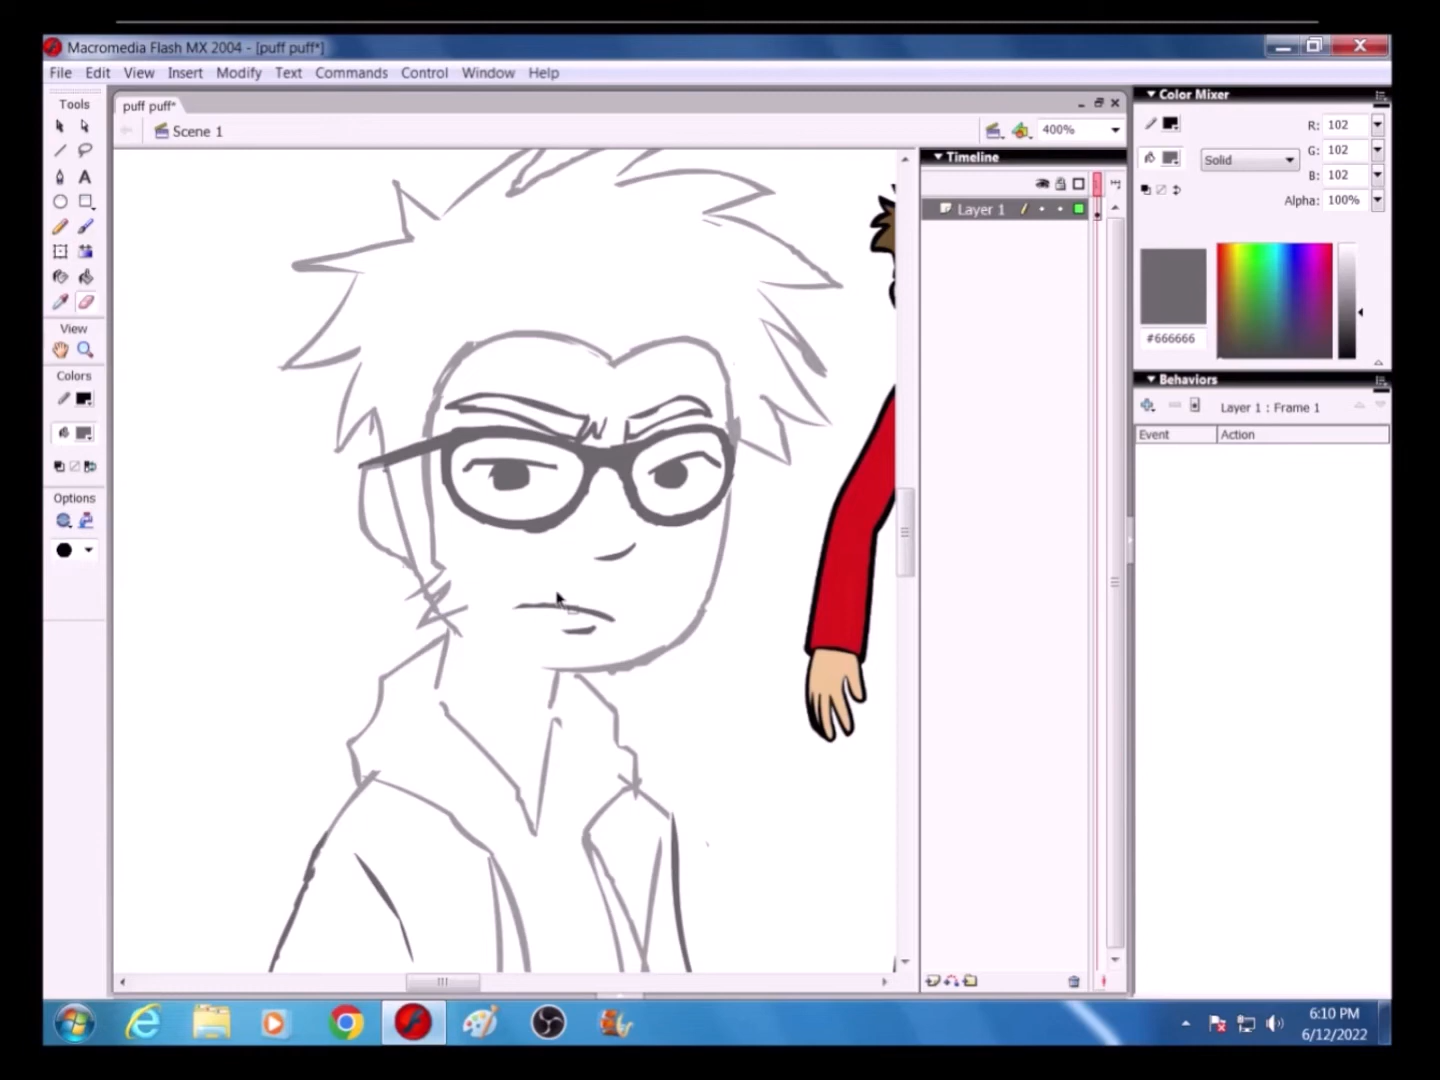 Macromedia Flash MX 2004 - [puff puff*]
File Edit View Insert Modify Text Commands Control Window Help
Tools
puff puff*
Scene 1
400%
Timeline
Layer 1
View
Colors
Options
Color Mixer
R: 102
Solid
G: 102
B: 102
Alpha: 100%
#666666
Behaviors
Layer 1 : Frame 1
Event Action
6:10 PM
6/12/2022